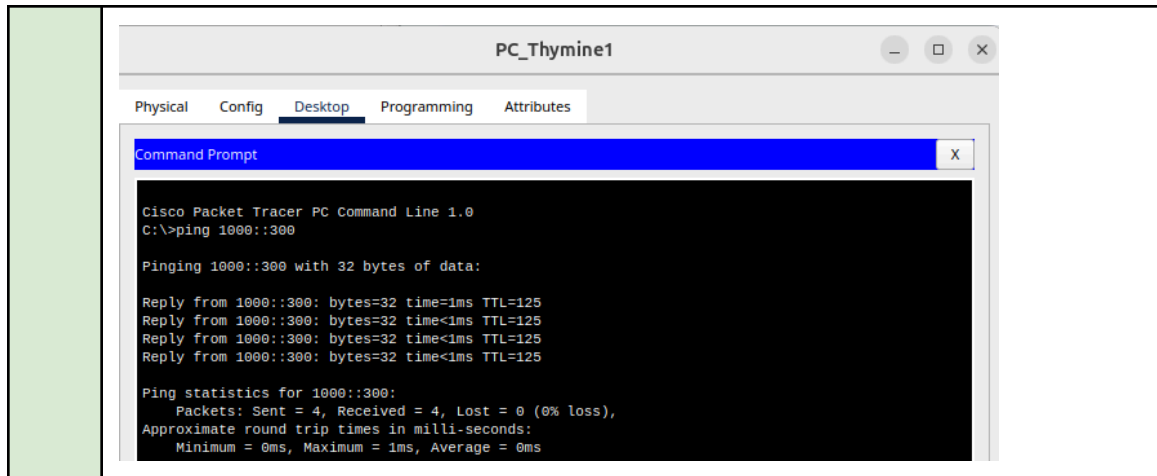 PC_Thymine1
Physical Config Desktop Programming Attributes
Command Prompt X
Cisco Packet Tracer PC Command Line 1.0
C:\>ping 1000::300
Pinging 1000::300 with 32 bytes of data:
Reply from 1000::300: bytes=32 time=1ms TTL=125
Reply from 1000::300: bytes=32 time<1ms TTL=125
Reply from 1000::300: bytes=32 time<1ms TTL=125
Reply from 1000::300: bytes=32 time<1ms TTL=125
Ping statistics for 1000::300:
Packets: Sent = 4, Received = 4, Lost = 0 (0% loss),
Approximate round trip times in milli-seconds:
Minimum = 0ms, Maximum = 1ms, Average = 0ms